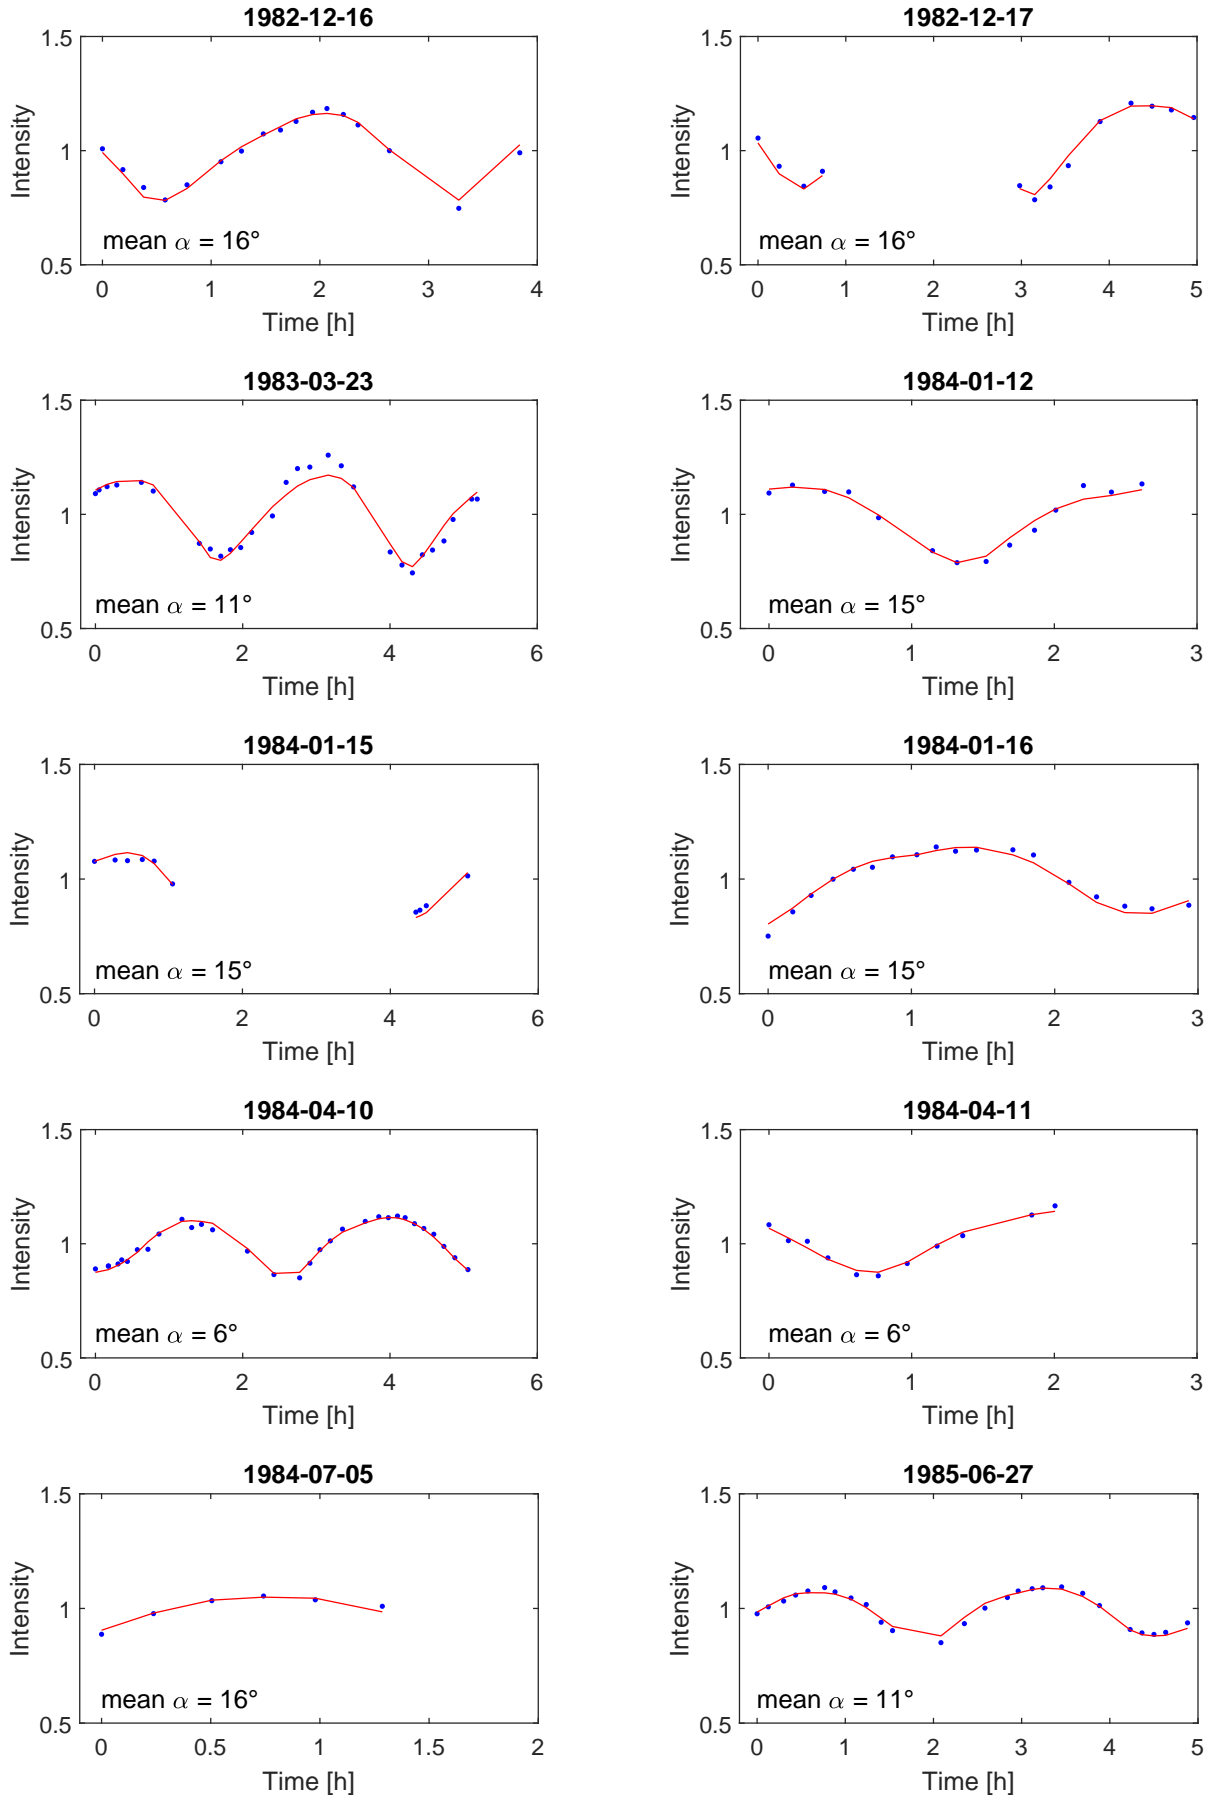 1982-12-16
1.5
1
0.5
Intensity
mean α = 16°
0 1 2 3 4
Time [h]
1982-12-17
1.5
1
0.5
Intensity
mean α = 16°
0 1 2 3 4 5
Time [h]
1983-03-23
1.5
1
0.5
Intensity
mean α = 11°
0 2 4 6
Time [h]
1984-01-12
1.5
1
0.5
Intensity
mean α = 15°
0 1 2 3
Time [h]
1984-01-15
1.5
1
0.5
Intensity
mean α = 15°
0 2 4 6
Time [h]
1984-01-16
1.5
1
0.5
Intensity
mean α = 15°
0 1 2 3
Time [h]
1984-04-10
1.5
1
0.5
Intensity
mean α = 6°
0 2 4 6
Time [h]
1984-04-11
1.5
1
0.5
Intensity
mean α = 6°
0 1 2 3
Time [h]
1984-07-05
1.5
1
0.5
Intensity
mean α = 16°
0 0.5 1 1.5 2
Time [h]
1985-06-27
1.5
1
0.5
Intensity
mean α = 11°
0 1 2 3 4 5
Time [h]